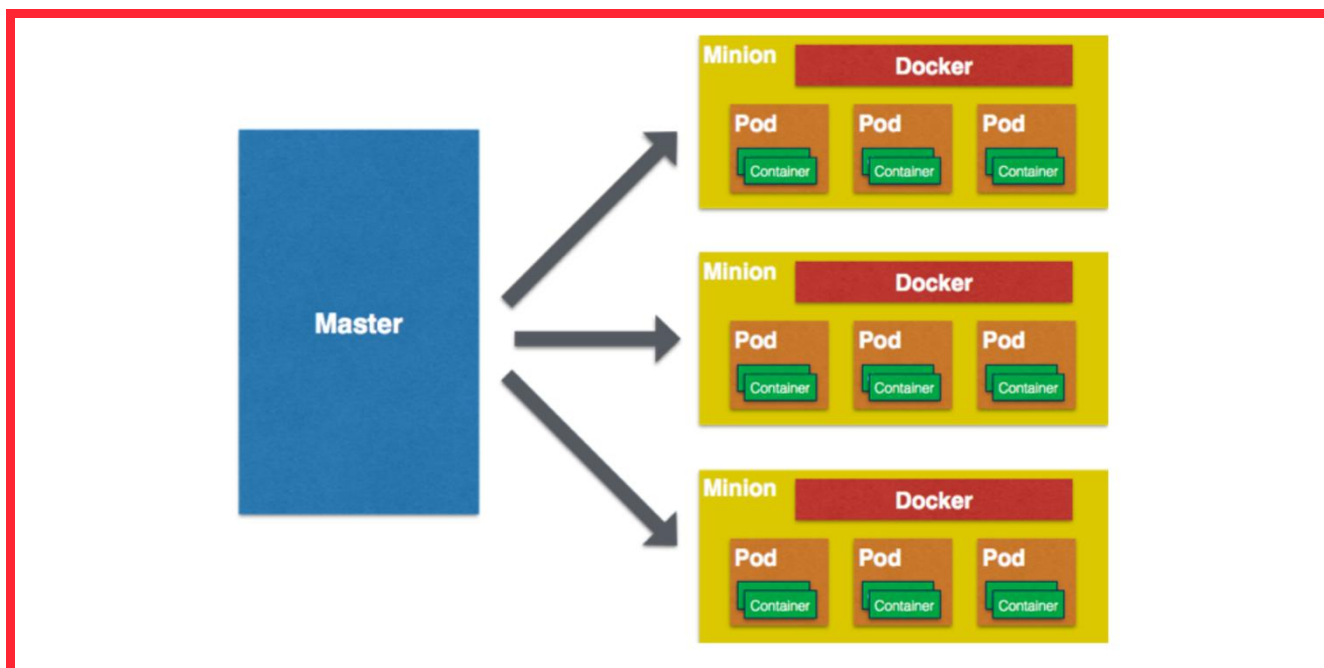 Master
Minion
Docker
Pod Pod Pod
Container Container Container
Minion
Docker
Pod Pod Pod
Container Container Container
Minion
Docker
Pod Pod Pod
Container Container Container